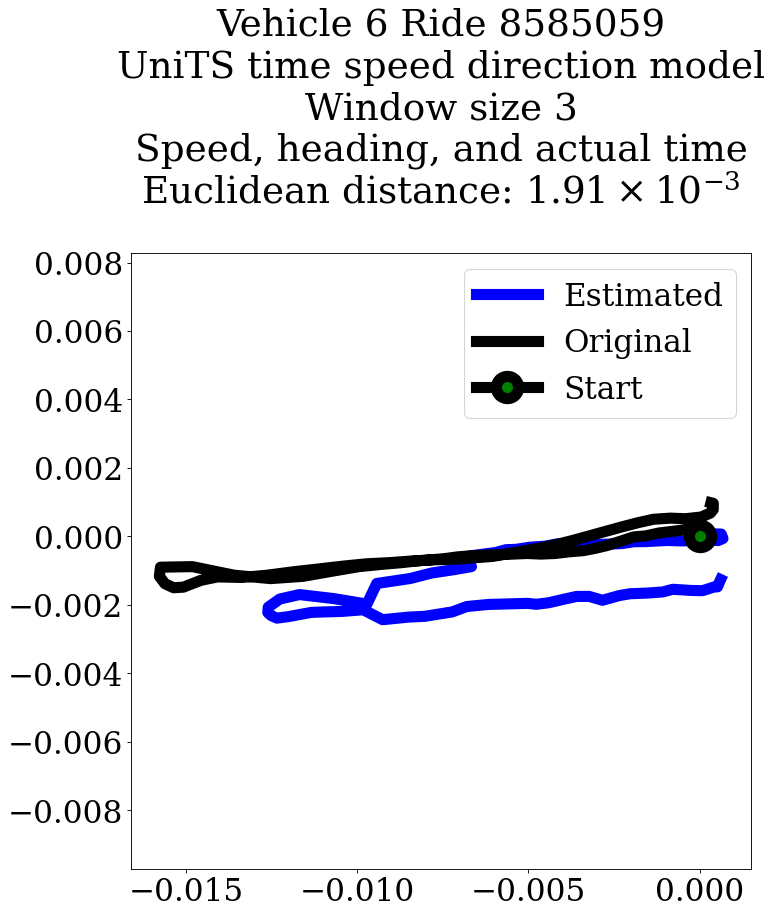 Vehicle 6 Ride 8585059
UniTS time speed direction model
Window size 3
Speed, heading, and actual time
Euclidean distance: 1.91 × 10⁻³
Estimated
Original
Start
0.008
0.006
0.004
0.002
0.000
−0.002
−0.004
−0.006
−0.008
−0.015 −0.010 −0.005 0.000